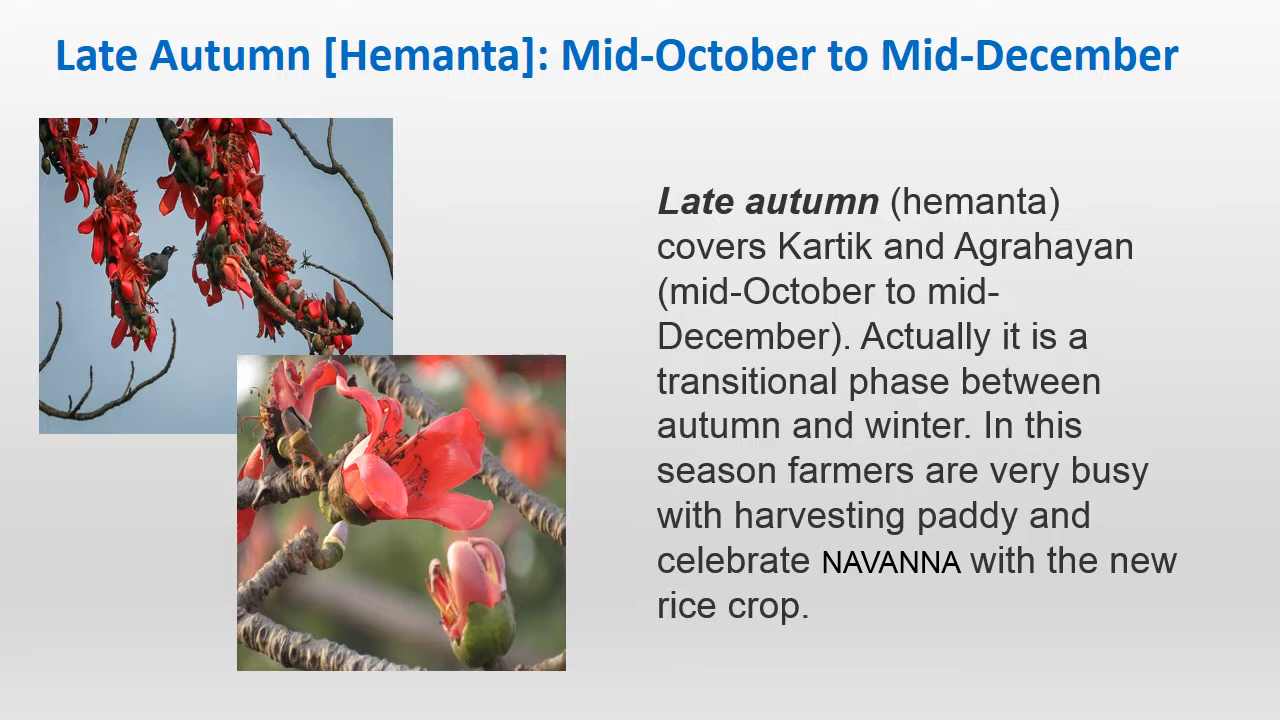 Late Autumn [Hemanta]: Mid-October to Mid-December
Late autumn (hemanta)
covers Kartik and Agrahayan
(mid-October to mid-
December). Actually it is a
transitional phase between
autumn and winter. In this
season farmers are very busy
with harvesting paddy and
celebrate NAVANNA with the new
rice crop.